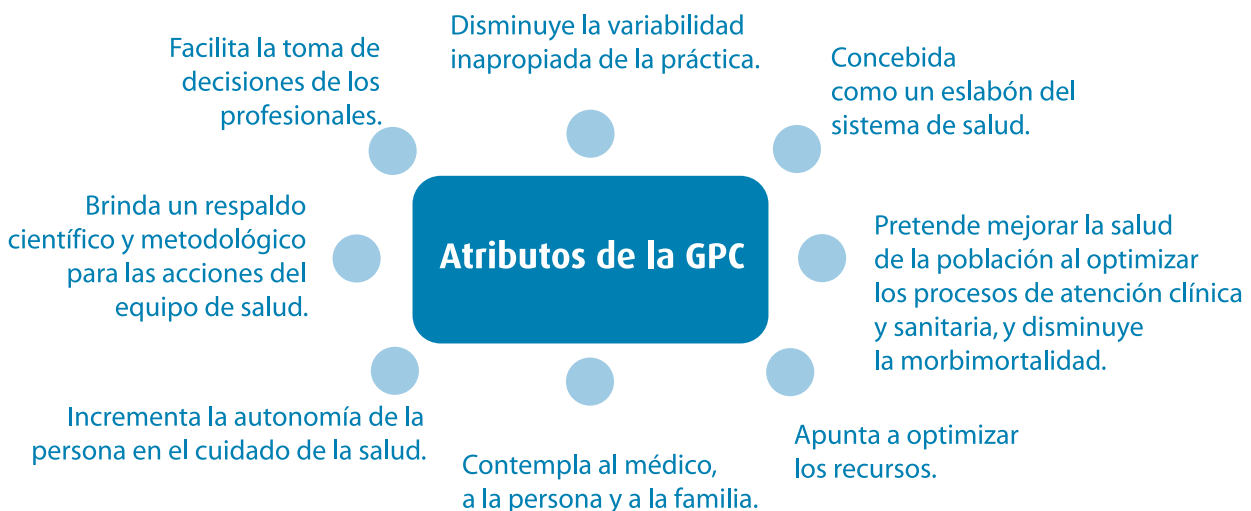 Atributos de la GPC
Disminuye la variabilidad
inapropiada de la práctica.
Concebida
como un eslabón del
sistema de salud.
Pretende mejorar la salud
de la población al optimizar
los procesos de atención clínica
y sanitaria, y disminuye
la morbimortalidad.
Apunta a optimizar
los recursos.
Contempla al médico,
a la persona y a la familia.
Incrementa la autonomía de la
persona en el cuidado de la salud.
Brinda un respaldo
científico y metodológico
para las acciones del
equipo de salud.
Facilita la toma de
decisiones de los
profesionales.